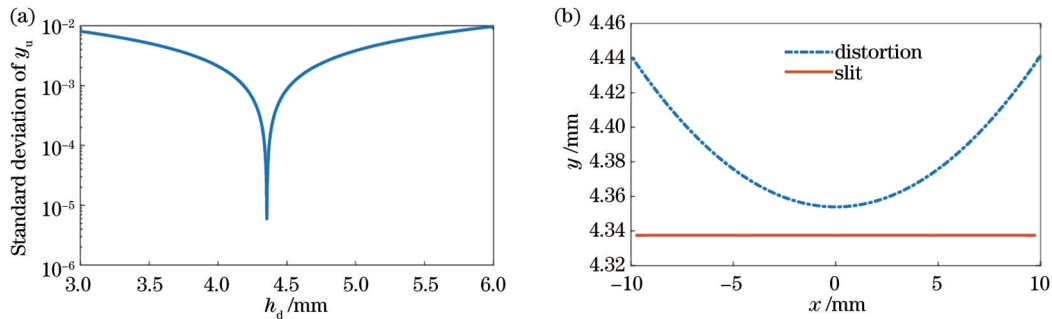 (a)
Standard deviation of yᵤ
10⁻²
10⁻³
10⁻⁴
10⁻⁵
10⁻⁶
3.0 3.5 4.0 4.5 5.0 5.5 6.0
h_d /mm
(b)
y /mm
4.46
4.44
4.42
4.40
4.38
4.36
4.34
4.32
distortion
slit
−10 −5 0 5 10
x /mm